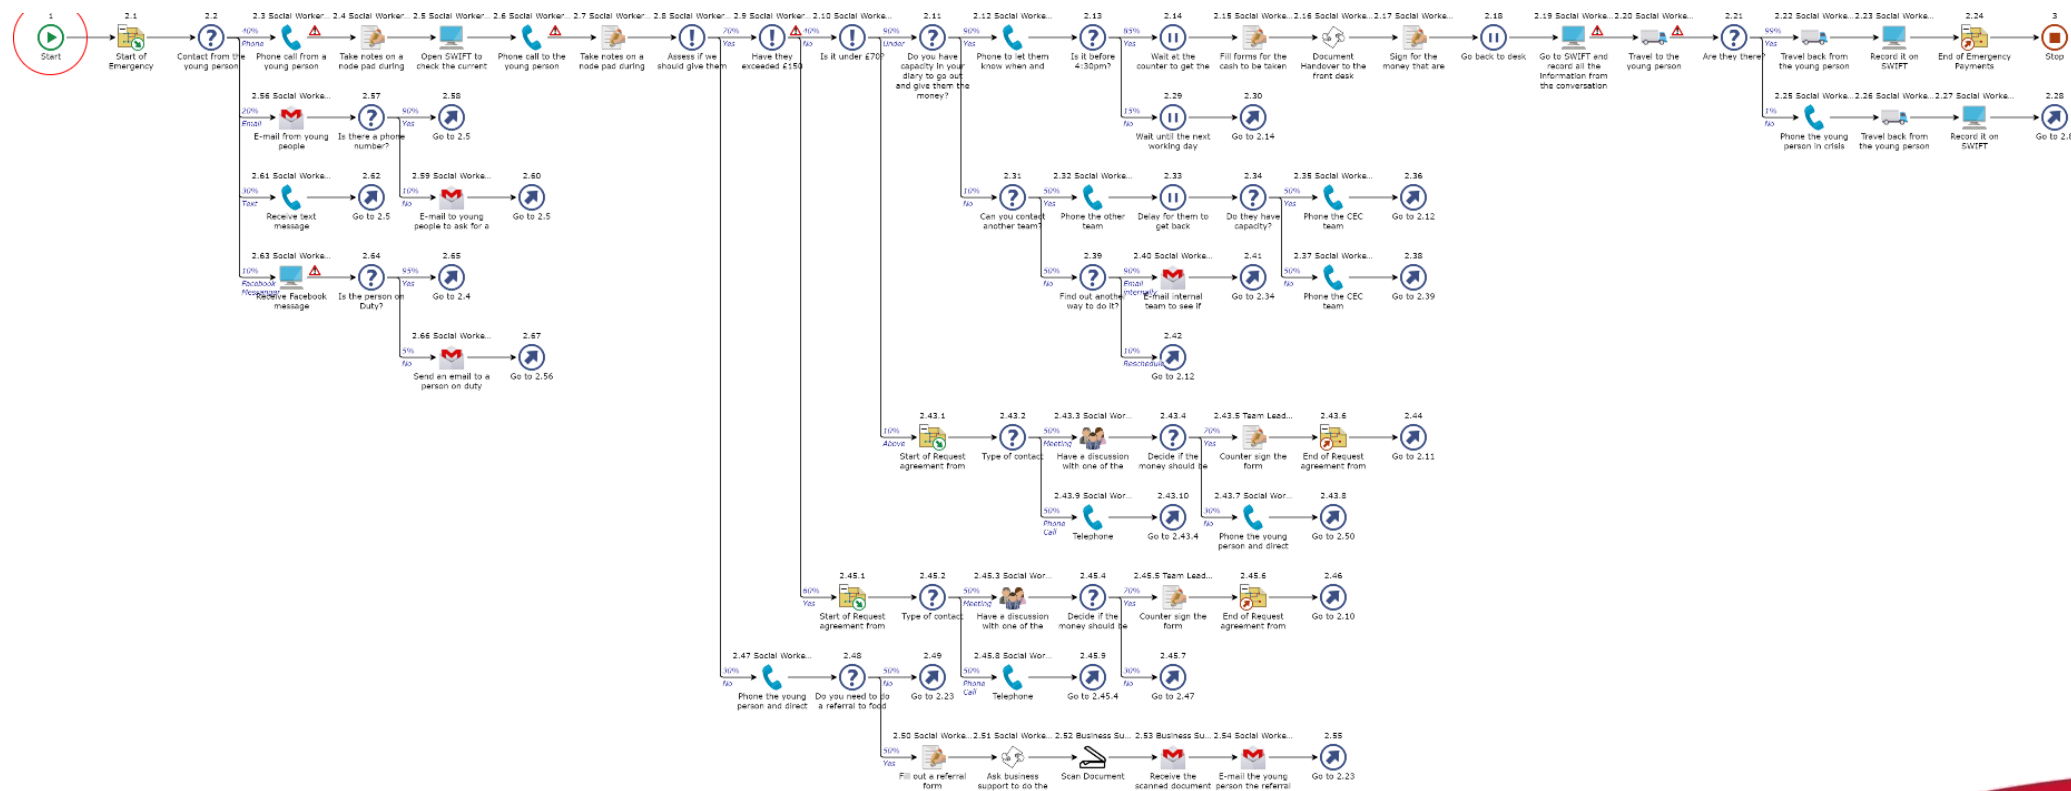 1
Start
2.1
Start of
Emergency
2.2
Contact from the
young person
40%
Phone
2.3 Social Worker...
Phone call from a
young person
2.4 Social Worker...
Take notes on a
node pad during
2.5 Social Worker...
Open SWIFT to
check the current
2.6 Social Worker...
Phone call to the
young person
2.7 Social Worker...
Take notes on a
node pad during
2.8 Social Worker...
Assess if we
should give them
70%
Yes
2.9 Social Worker...
Have they
exceeded £150
40%
No
2.10 Social Worke...
Is it under £70?
90%
Under
2.11
Do you have
capacity in your
diary to go out
and give them the
money?
90%
Yes
2.12 Social Worke...
Phone to let them
know when and
2.13
Is it before
4:30pm?
85%
Yes
2.14
Wait at the
counter to get the
2.15 Social Worke...
Fill forms for the
cash to be taken
2.16 Social Worke...
Document
Handover to the
front desk
2.17 Social Worke...
Sign for the
money that are
2.18
Go back to desk
2.19 Social Worke...
Go to SWIFT and
record all the
information from
the conversation
2.20 Social Worke...
Travel to the
young person
2.21
Are they there?
99%
Yes
2.22 Social Worke...
Travel back from
the young person
2.23 Social Worke...
Record it on
SWIFT
2.24
End of Emergency
Payments
3
Stop
20%
Email
2.56 Social Worke...
E-mail from young
people
2.57
Is there a phone
number?
90%
Yes
2.58
Go to 2.5
15%
No
2.29
Wait until the next
working day
2.30
Go to 2.14
1%
No
2.25 Social Worke...
Phone the young
person in crisis
2.26 Social Worke...
Travel back from
the young person
2.27 Social Worke...
Record it on
SWIFT
2.28
Go to 2.8
30%
Text
2.61 Social Worke...
Receive text
message
2.62
Go to 2.5
10%
No
2.59 Social Worke...
E-mail to young
people to ask for a
2.60
Go to 2.5
10%
No
2.31
Can you contact
another team?
50%
Yes
2.32 Social Worke...
Phone the other
team
2.33
Delay for them to
get back
2.34
Do they have
capacity?
50%
Yes
2.35 Social Worke...
Phone the CEC
team
2.36
Go to 2.12
10%
Facebook
Messenger
2.63 Social Worke...
Receive Facebook
message
2.64
Is the person on
Duty?
95%
Yes
2.65
Go to 2.4
50%
No
2.39
Find out another
way to do it?
90%
Email
internally
2.40 Social Worke...
E-mail internal
team to see if
2.41
Go to 2.34
50%
No
2.37 Social Worke...
Phone the CEC
team
2.38
Go to 2.39
5%
No
2.66 Social Worke...
Send an email to a
person on duty
2.67
Go to 2.56
10%
Reschedule
2.42
Go to 2.12
10%
Above
2.43.1
Start of Request
agreement from
2.43.2
Type of contact
50%
Meeting
2.43.3 Social Wor...
Have a discussion
with one of the
2.43.4
Decide if the
money should be
70%
Yes
2.43.5 Team Lead...
Counter sign the
form
2.43.6
End of Request
agreement from
2.44
Go to 2.11
50%
Phone
Call
2.43.9 Social Wor...
Telephone
2.43.10
Go to 2.43.4
30%
No
2.43.7 Social Wor...
Phone the young
person and direct
2.43.8
Go to 2.50
60%
Yes
2.45.1
Start of Request
agreement from
2.45.2
Type of contact
50%
Meeting
2.45.3 Social Wor...
Have a discussion
with one of the
2.45.4
Decide if the
money should be
70%
Yes
2.45.5 Team Lead...
Counter sign the
form
2.45.6
End of Request
agreement from
2.46
Go to 2.10
30%
No
2.47 Social Worke...
Phone the young
person and direct
2.48
Do you need to do
a referral to food
50%
No
2.49
Go to 2.23
50%
Phone
Call
2.45.8 Social Wor...
Telephone
2.45.9
Go to 2.45.4
30%
No
2.45.7
Go to 2.47
50%
Yes
2.50 Social Worke...
Fill out a referral
form
2.51 Social Worke...
Ask business
support to do the
2.52 Business Su...
Scan Document
2.53 Business Su...
Receive the
scanned document
2.54 Social Worke...
E-mail the young
person the referral
2.55
Go to 2.23